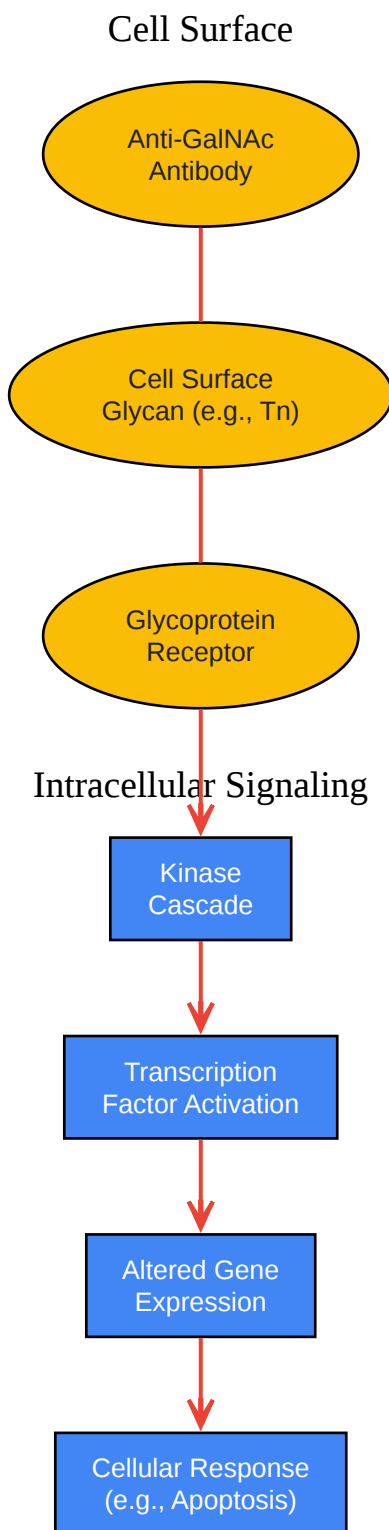 Cell Surface
Anti-GalNAc
Antibody
Cell Surface
Glycan (e.g., Tn)
Glycoprotein
Receptor
Intracellular Signaling
Kinase
Cascade
Transcription
Factor Activation
Altered Gene
Expression
Cellular Response
(e.g., Apoptosis)